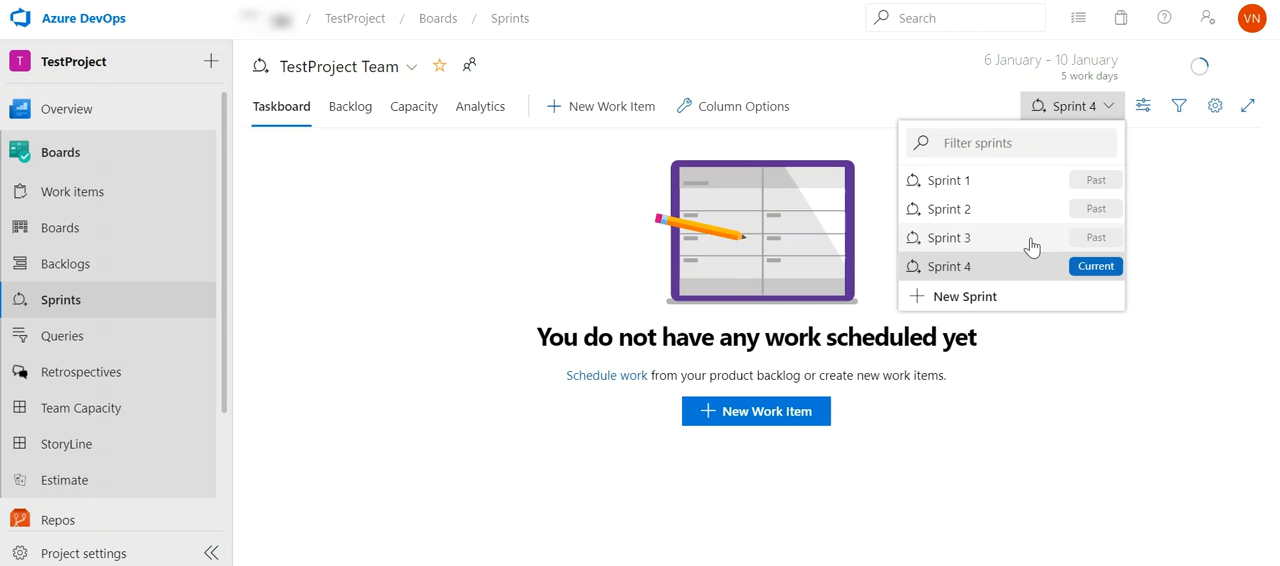 Azure DevOps
/ TestProject / Boards / Sprints
Search
VN
T TestProject
Overview
Boards
Work items
Boards
Backlogs
Sprints
Queries
Retrospectives
Team Capacity
StoryLine
Estimate
Repos
Project settings
TestProject Team
6 January - 10 January
5 work days
Taskboard Backlog Capacity Analytics New Work Item Column Options Sprint 4
Filter sprints
Sprint 1 Past
Sprint 2 Past
Sprint 3 Past
Sprint 4 Current
New Sprint
You do not have any work scheduled yet
Schedule work from your product backlog or create new work items.
New Work Item